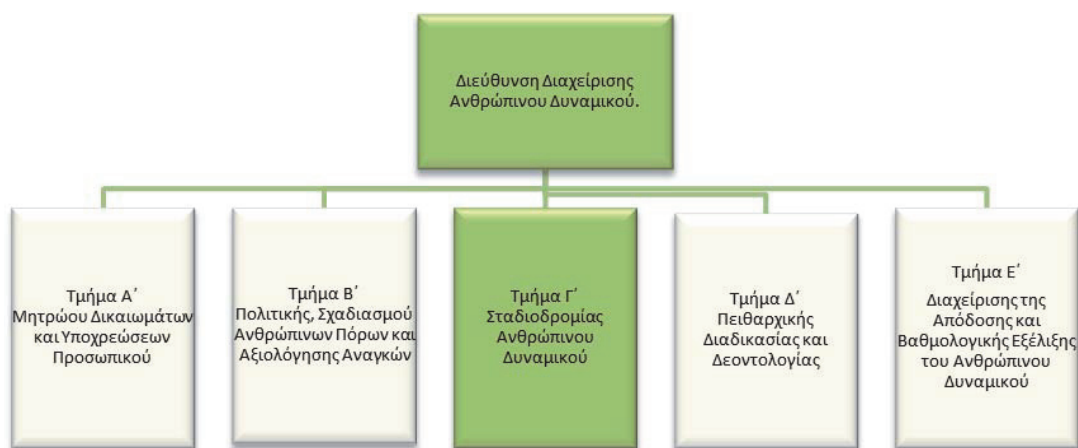 Διεύθυνση Διαχείρισης
Ανθρώπινου Δυναμικού.
Τμήμα Α΄
Μητρώου Δικαιωμάτων
και Υποχρεώσεων
Προσωπικού
Τμήμα Β΄
Πολιτικής, Σχαδιασμού
Ανθρώπινων Πόρων και
Αξιολόγησης Αναγκών
Τμήμα Γ΄
Σταδιοδρομίας
Ανθρώπινου
Δυναμικού
Τμήμα Δ΄
Πειθαρχικής
Διαδικασίας και
Δεοντολογίας
Τμήμα Ε΄
Διαχείρισης της
Απόδοσης και
Βαθμολογικής Εξέλιξης
του Ανθρώπινου
Δυναμικού